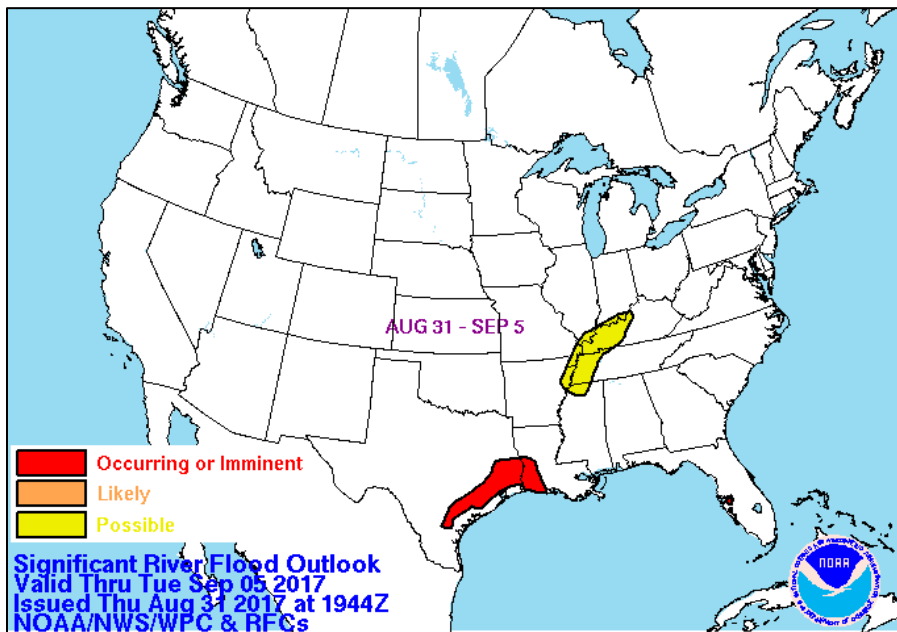 AUG 31 - SEP 5
Occurring or Imminent
Likely
Possible
Significant River Flood Outlook
Valid Thru Tue Sep 05 2017
Issued Thu Aug 31 2017 at 1944Z
NOAA/NWS/WPC & RFCs
NOAA